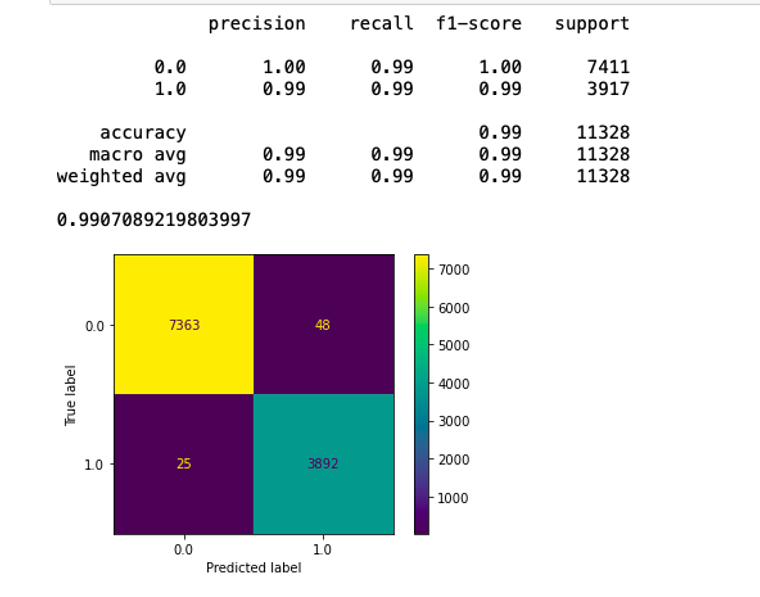 precision recall f1-score support
0.0 1.00 0.99 1.00 7411
1.0 0.99 0.99 0.99 3917
accuracy 0.99 11328
macro avg 0.99 0.99 0.99 11328
weighted avg 0.99 0.99 0.99 11328
0.9907089219803997
7000
6000
5000
4000
3000
2000
1000
True label
0.0 7363 48
1.0 25 3892
0.0 1.0
Predicted label